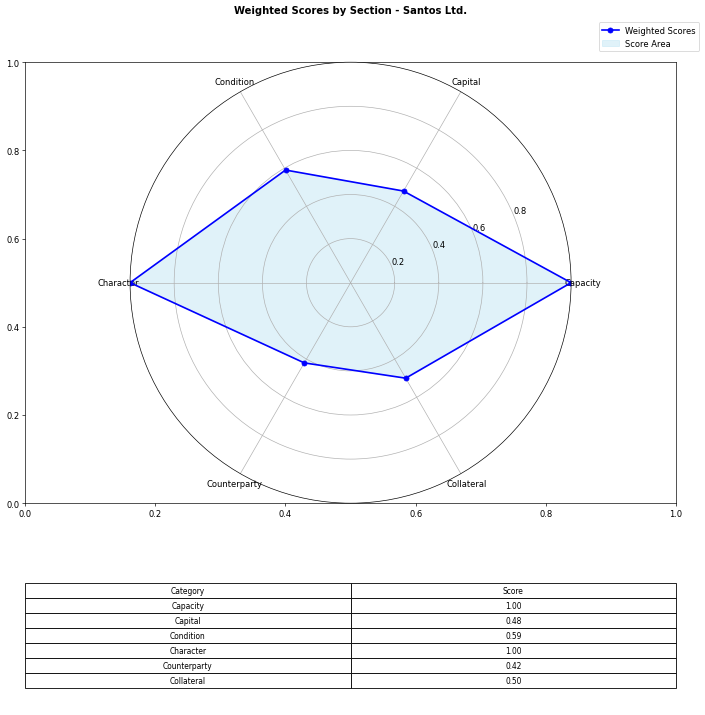 Weighted Scores by Section - Santos Ltd.
Weighted Scores
Score Area
1.0
0.8
0.6
0.4
0.2
0.0
0.0
0.2
0.4
0.6
0.8
1.0
Condition
Capital
Character
Capacity
Counterparty
Collateral
0.2
0.4
0.6
0.8
Category Score
Capacity 1.00
Capital 0.48
Condition 0.59
Character 1.00
Counterparty 0.42
Collateral 0.50